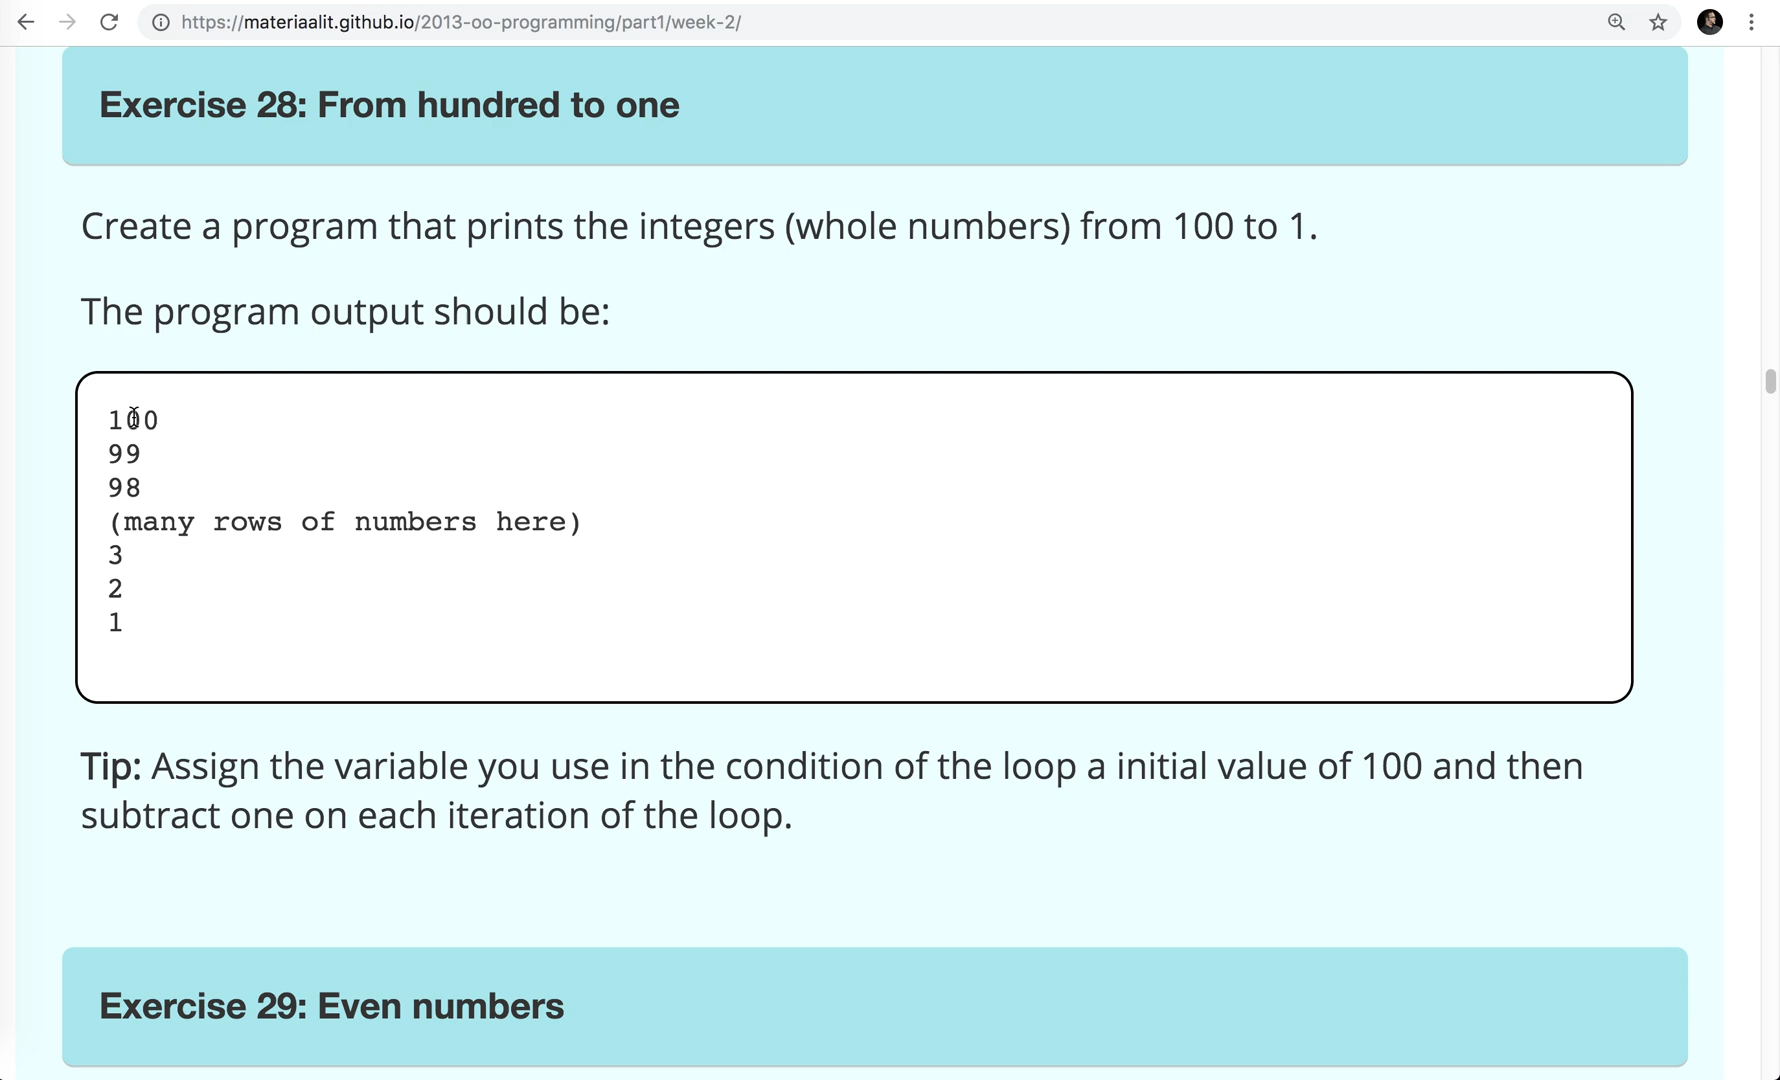 https://materiaalit.github.io/2013-oo-programming/part1/week-2/
Exercise 28: From hundred to one
Create a program that prints the integers (whole numbers) from 100 to 1.
The program output should be:
100
99
98
(many rows of numbers here)
3
2
1
Tip: Assign the variable you use in the condition of the loop a initial value of 100 and then
subtract one on each iteration of the loop.
Exercise 29: Even numbers